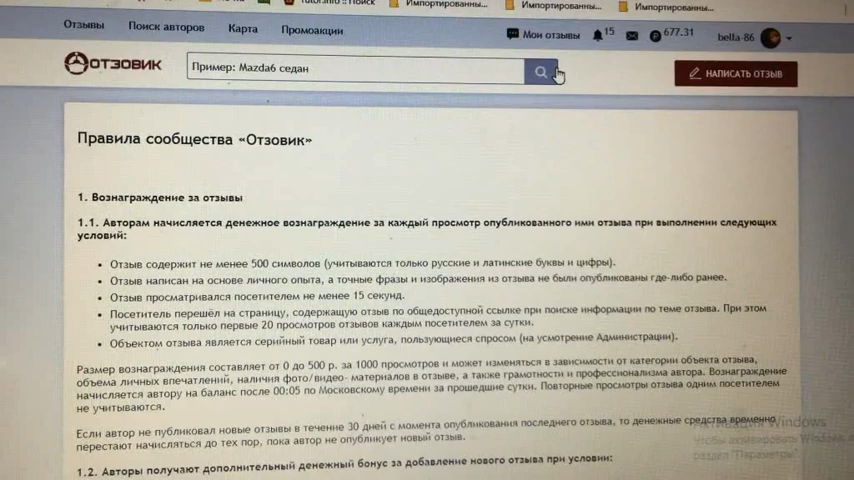 Tutor.info :: Поиск
Импортированны...
Импортированны...
Импортированны...
Отзывы Поиск авторов Карта Промоакции Мои отзывы 15 677.31 bella-86
ОТЗОВИК Пример: Mazda6 седан НАПИСАТЬ ОТЗЫВ
Правила сообщества «Отзовик»
1. Вознаграждение за отзывы
1.1. Авторам начисляется денежное вознаграждение за каждый просмотр опубликованного ими отзыва при выполнении следующих
условий:
• Отзыв содержит не менее 500 символов (учитываются только русские и латинские буквы и цифры).
• Отзыв написан на основе личного опыта, а точные фразы и изображения из отзыва не были опубликованы где-либо ранее.
• Отзыв просматривался посетителем не менее 15 секунд.
• Посетитель перешёл на страницу, содержащую отзыв по общедоступной ссылке при поиске информации по теме отзыва. При этом
учитываются только первые 20 просмотров отзывов каждым посетителем за сутки.
• Объектом отзыва является серийный товар или услуга, пользующиеся спросом (на усмотрение Администрации).
Размер вознаграждения составляет от 0 до 500 р. за 1000 просмотров и может изменяться в зависимости от категории объекта отзыва,
объема личных впечатлений, наличия фото/видео- материалов в отзыве, а также грамотности и профессионализма автора. Вознаграждение
начисляется автору на баланс после 00:05 по Московскому времени за прошедшие сутки. Повторные просмотры отзыва одним посетителем
не учитываются.
Если автор не публиковал новые отзывы в течение 30 дней с момента опубликования последнего отзыва, то денежные средства временно
перестают начисляться до тех пор, пока автор не опубликует новый отзыв.
Активация Windows
Чтобы активировать Windows,
раздел "Параметры".
1.2. Авторы получают дополнительный денежный бонус за добавление нового отзыва при условии: